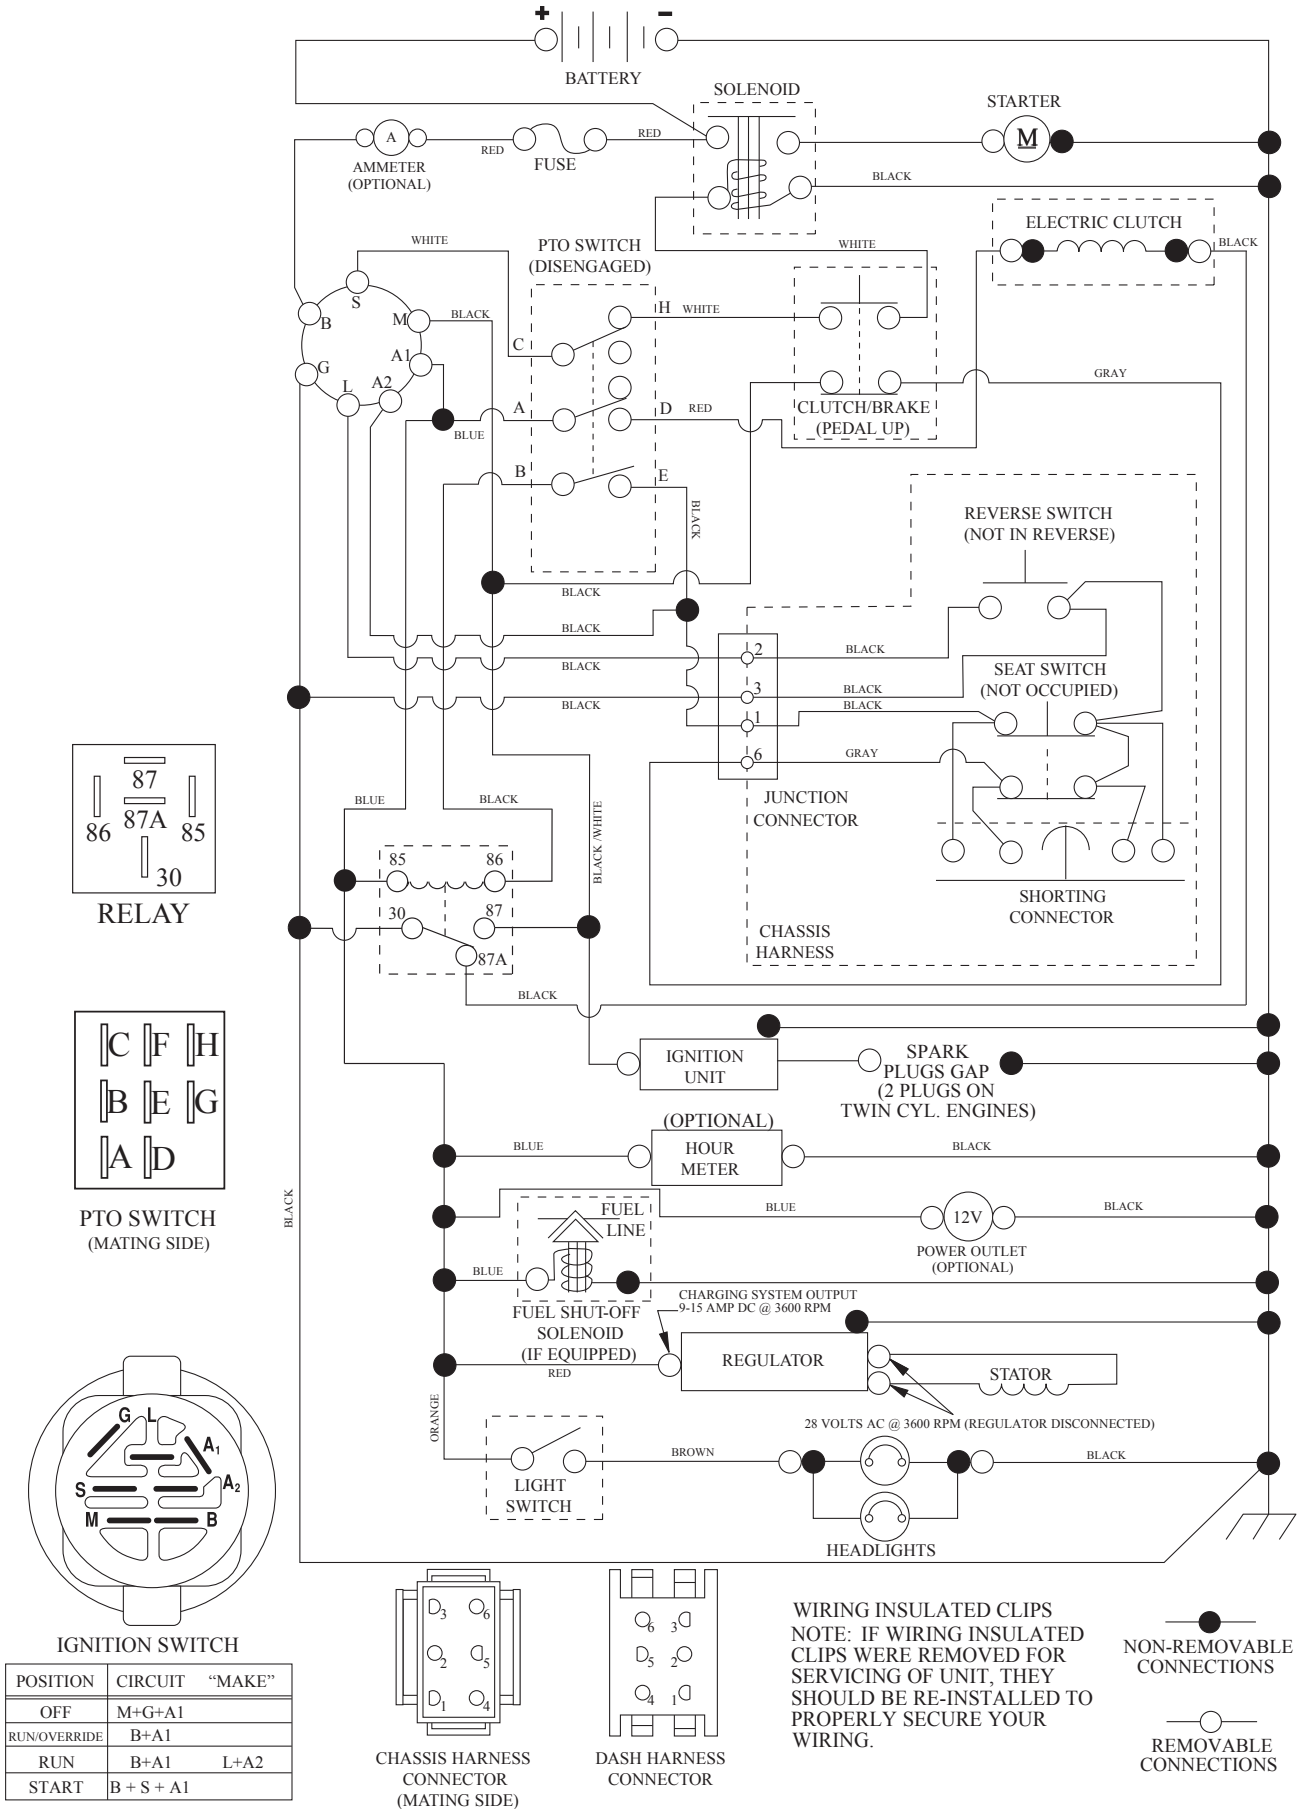 + −
BATTERY
SOLENOID
STARTER
A
M
RED
FUSE
RED
AMMETER
(OPTIONAL)
BLACK
ELECTRIC CLUTCH
BLACK
WHITE
PTO SWITCH
(DISENGAGED)
WHITE
S
B
M
BLACK
H
WHITE
G
A1
C
L
A2
GRAY
A
BLUE
D
RED
CLUTCH/BRAKE
(PEDAL UP)
B
E
BLACK
REVERSE SWITCH
(NOT IN REVERSE)
BLACK
BLACK
2
BLACK
BLACK
SEAT SWITCH
(NOT OCCUPIED)
3
BLACK
BLACK
1
BLACK
6
GRAY
JUNCTION
CONNECTOR
87
87A
86
85
30
RELAY
BLUE
BLACK
BLACK /WHITE
85
86
30
87
87A
SHORTING
CONNECTOR
CHASSIS
HARNESS
BLACK
C F H
B E G
A D
PTO SWITCH
(MATING SIDE)
BLACK
IGNITION
UNIT
SPARK
PLUGS GAP
(2 PLUGS ON
TWIN CYL. ENGINES)
(OPTIONAL)
BLUE
HOUR
METER
BLACK
FUEL
LINE
BLUE
12V
BLACK
POWER OUTLET
(OPTIONAL)
BLUE
FUEL SHUT-OFF
SOLENOID
(IF EQUIPPED)
CHARGING SYSTEM OUTPUT
9-15 AMP DC @ 3600 RPM
RED
REGULATOR
STATOR
28 VOLTS AC @ 3600 RPM (REGULATOR DISCONNECTED)
ORANGE
BROWN
BLACK
LIGHT
SWITCH
HEADLIGHTS
G L
A1
S
A2
M
B
IGNITION SWITCH
POSITION CIRCUIT “MAKE”
OFF M+G+A1
RUN/OVERRIDE B+A1
RUN B+A1 L+A2
START B + S + A1
3 6
2 5
1 4
CHASSIS HARNESS
CONNECTOR
(MATING SIDE)
6 3
5 2
4 1
DASH HARNESS
CONNECTOR
WIRING INSULATED CLIPS
NOTE: IF WIRING INSULATED
CLIPS WERE REMOVED FOR
SERVICING OF UNIT, THEY
SHOULD BE RE-INSTALLED TO
PROPERLY SECURE YOUR
WIRING.
NON-REMOVABLE
CONNECTIONS
REMOVABLE
CONNECTIONS